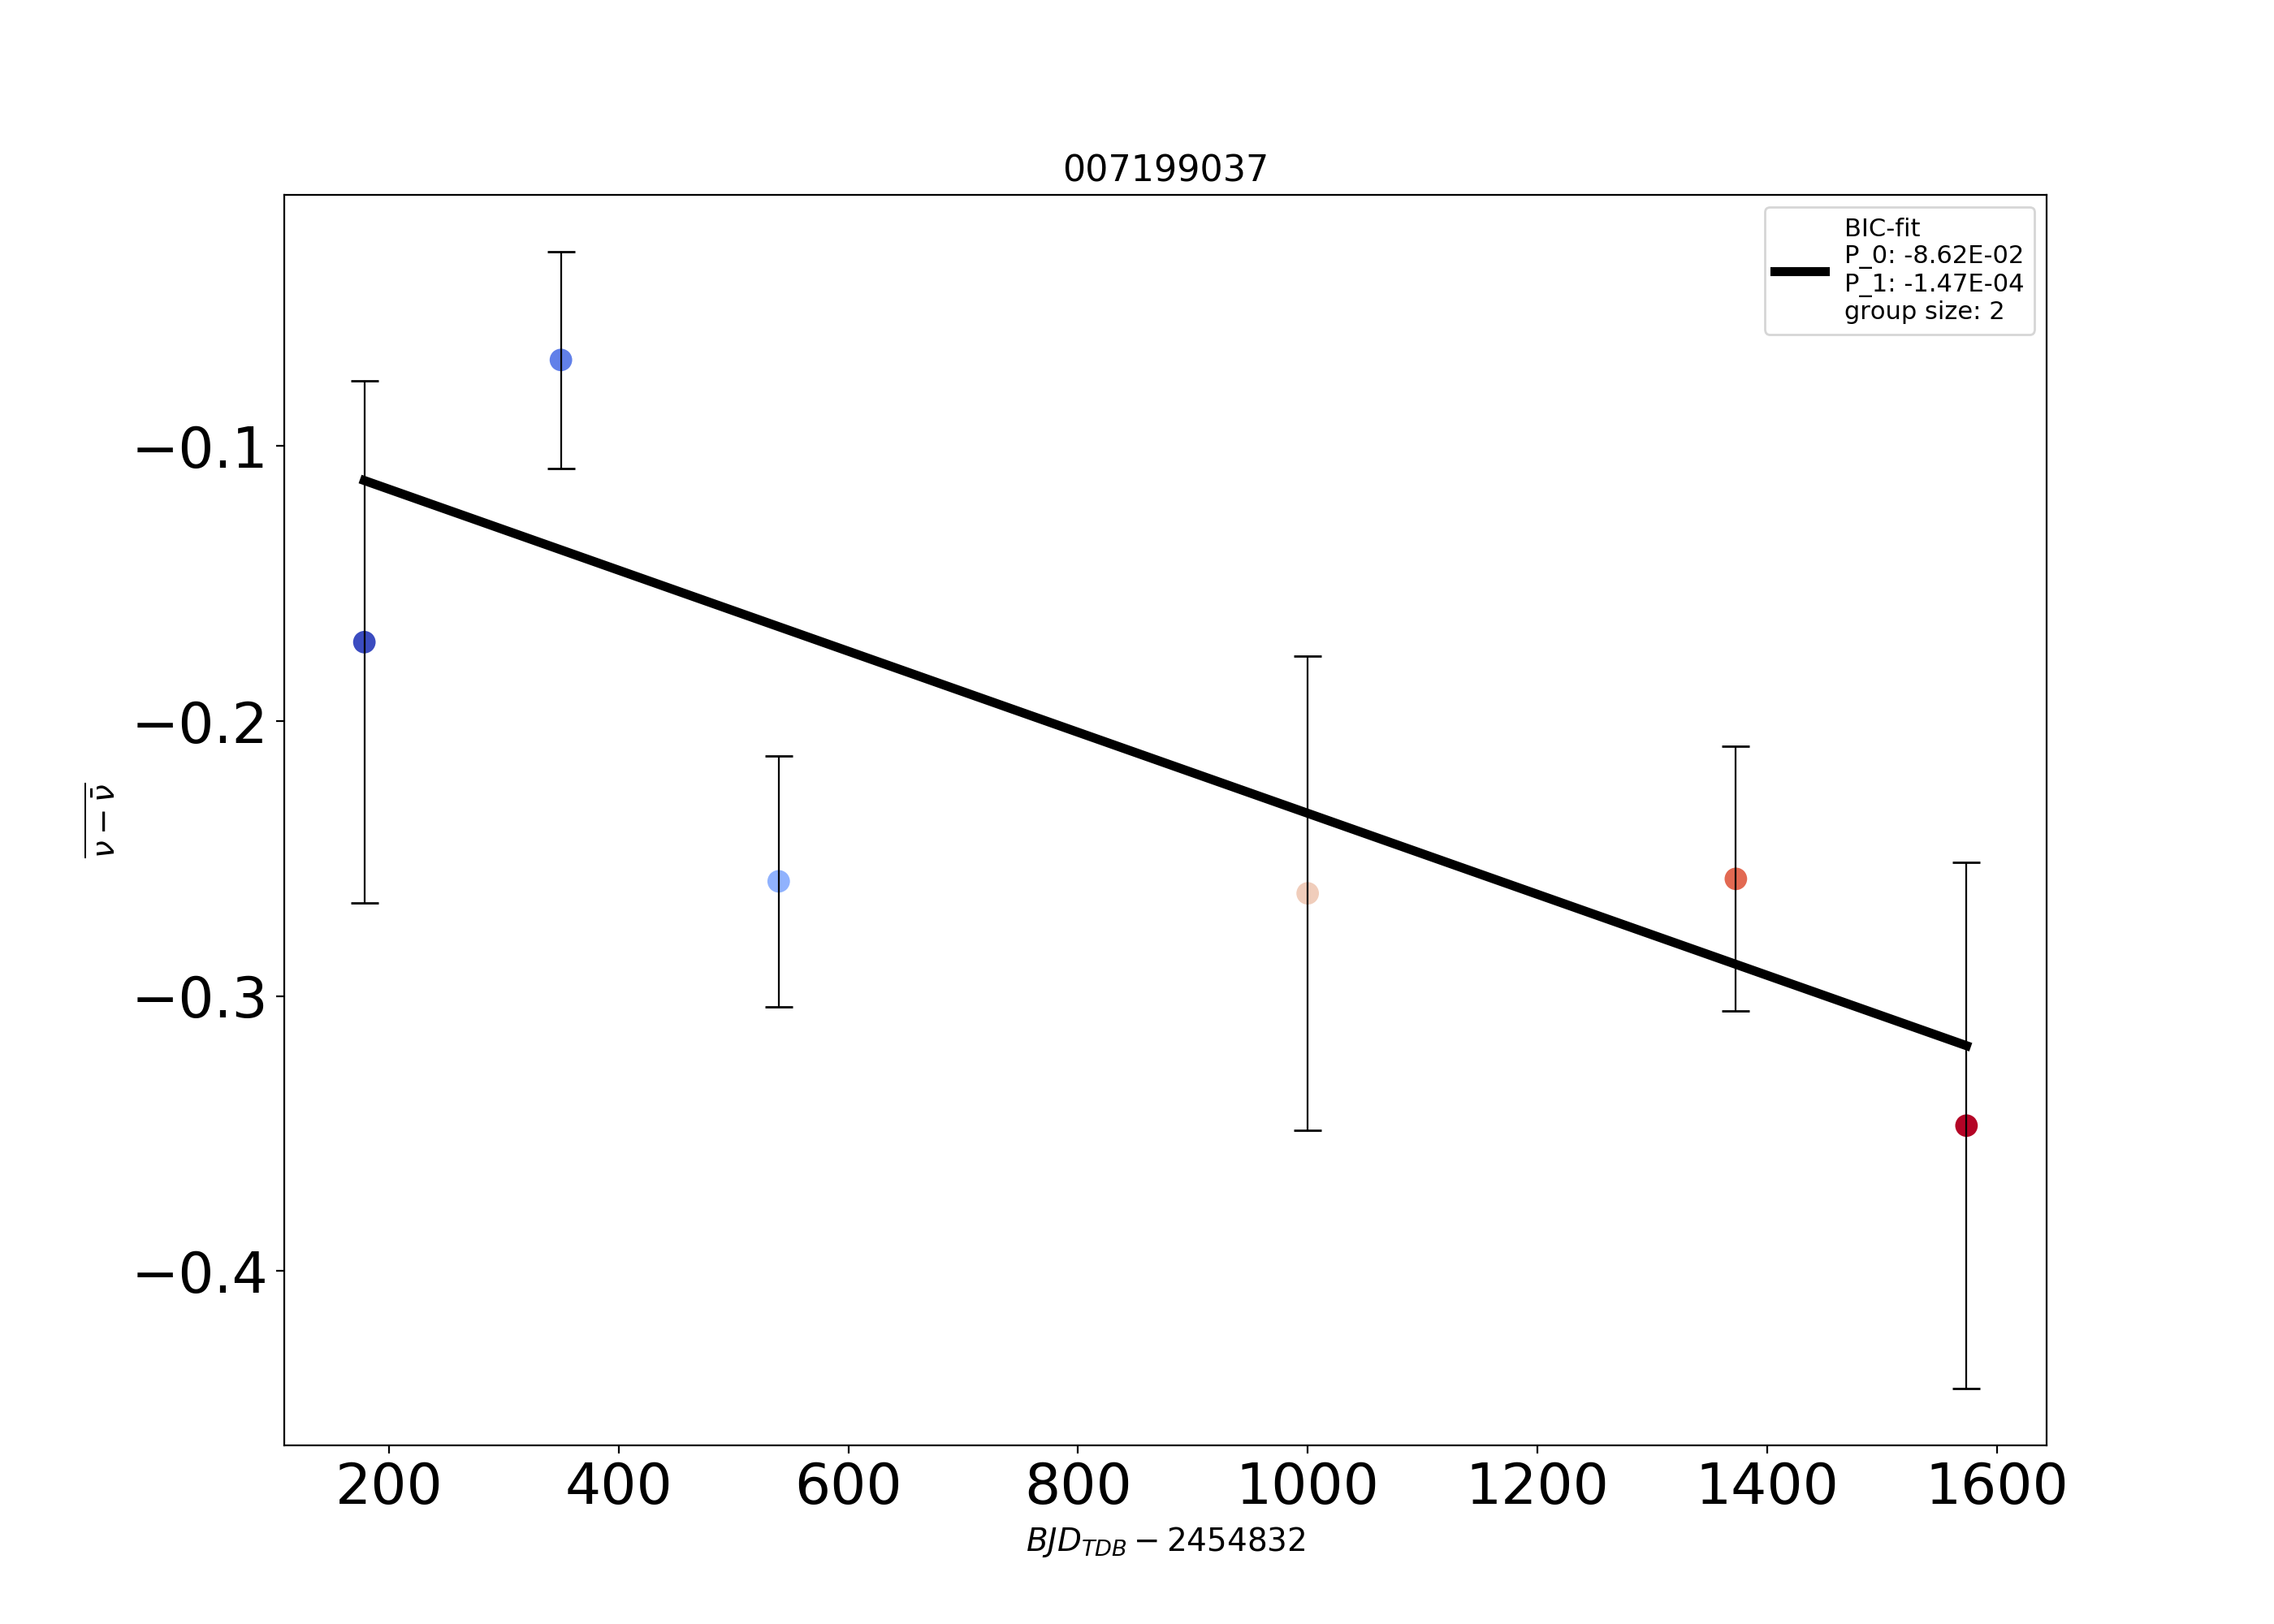 007199037
BIC-fit
P_0: -8.62E-02
P_1: -1.47E-04
group size: 2
−0.1
−0.2
−0.3
−0.4
ν − ν̄
200 400 600 800 1000 1200 1400 1600
BJD_TDB − 2454832